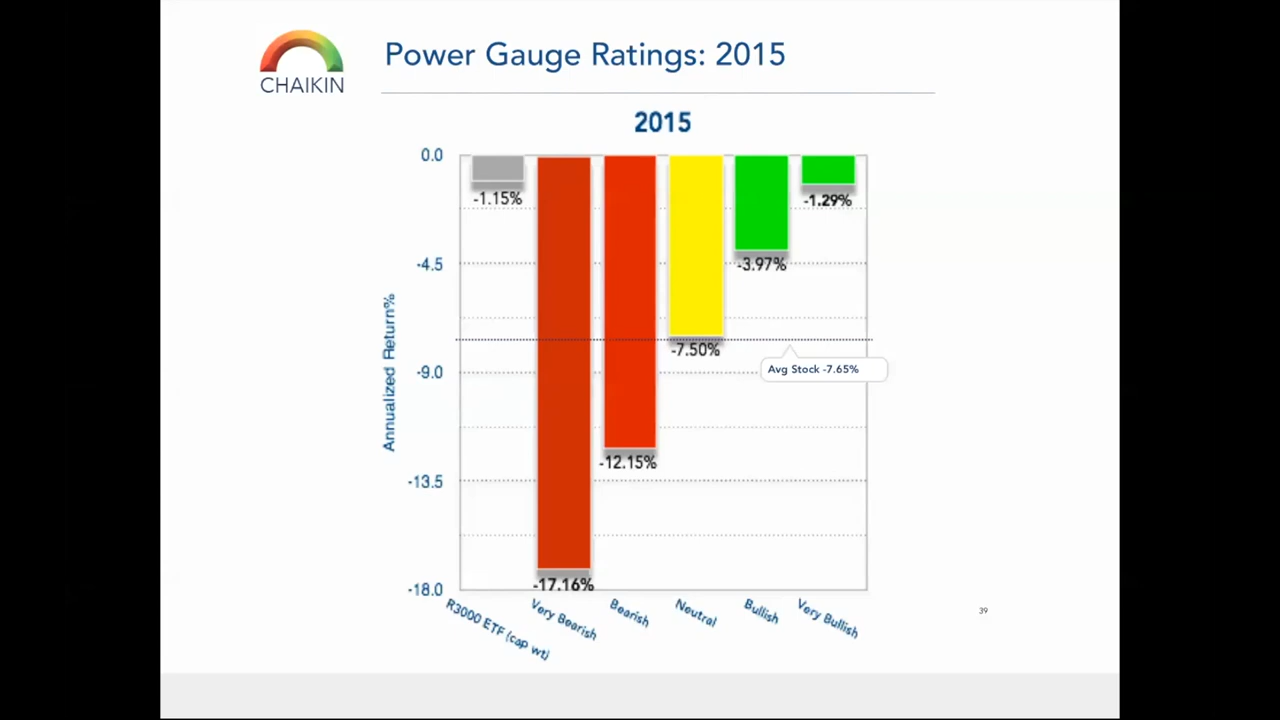 CHAIKIN
Power Gauge Ratings: 2015
2015
0.0
-4.5
-9.0
-13.5
-18.0
Annualized Return%
-1.15%
-17.16%
-12.15%
-7.50%
-3.97%
-1.29%
Avg Stock -7.65%
R3000 ETF (cap wt)
Very Bearish
Bearish
Neutral
Bullish
Very Bullish
39